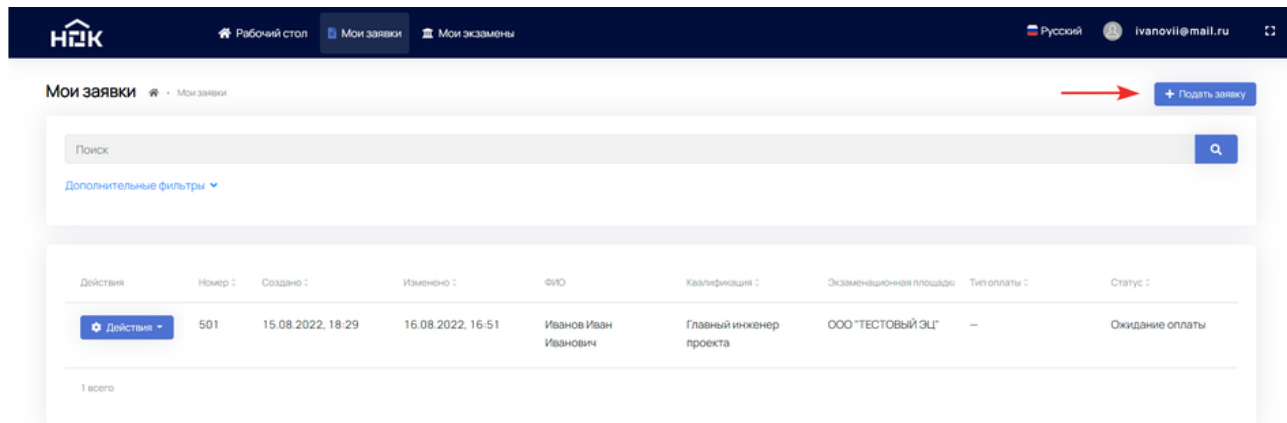 НОК Рабочий стол Мои заявки Мои экзамены Русский ivanovii@mail.ru
Мои заявки - Мои заявки + Подать заявку
Поиск
Дополнительные фильтры
Действия Номер Создано Изменено ФИО Квалификация Экзаменационная площадка Тип оплаты Статус
Действия 501 15.08.2022, 18:29 16.08.2022, 16:51 Иванов Иван Главный инженер ООО "ТЕСТОВЫЙ ЭЦ" — Ожидание оплаты
Иванович проекта
1 всего